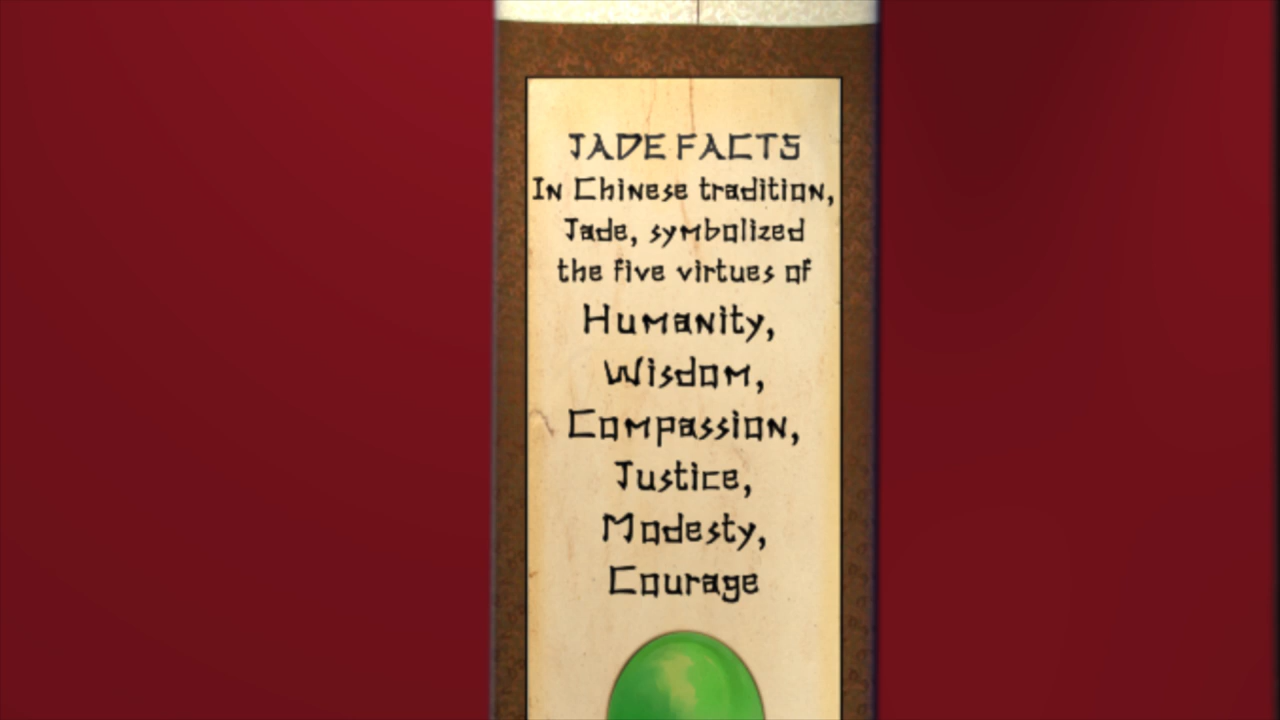 JADE FACTS
In Chinese tradition,
Jade, symbolized
the five virtues of
Humanity,
Wisdom,
Compassion,
Justice,
Modesty,
Courage